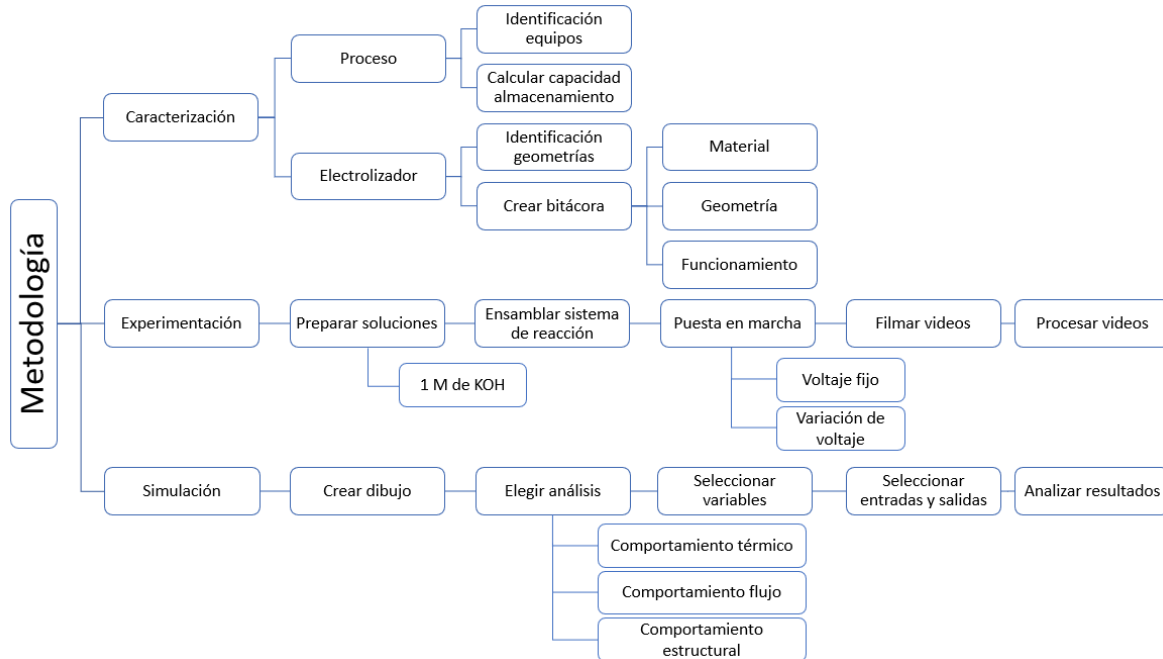 Metodología
Caracterización
Proceso
Identificación
equipos
Calcular capacidad
almacenamiento
Electrolizador
Identificación
geometrías
Crear bitácora
Material
Geometría
Funcionamiento
Experimentación
Preparar soluciones
1 M de KOH
Ensamblar sistema
de reacción
Puesta en marcha
Voltaje fijo
Variación de
voltaje
Filmar videos
Procesar videos
Simulación
Crear dibujo
Elegir análisis
Comportamiento térmico
Comportamiento flujo
Comportamiento
estructural
Seleccionar
variables
Seleccionar
entradas y salidas
Analizar resultados